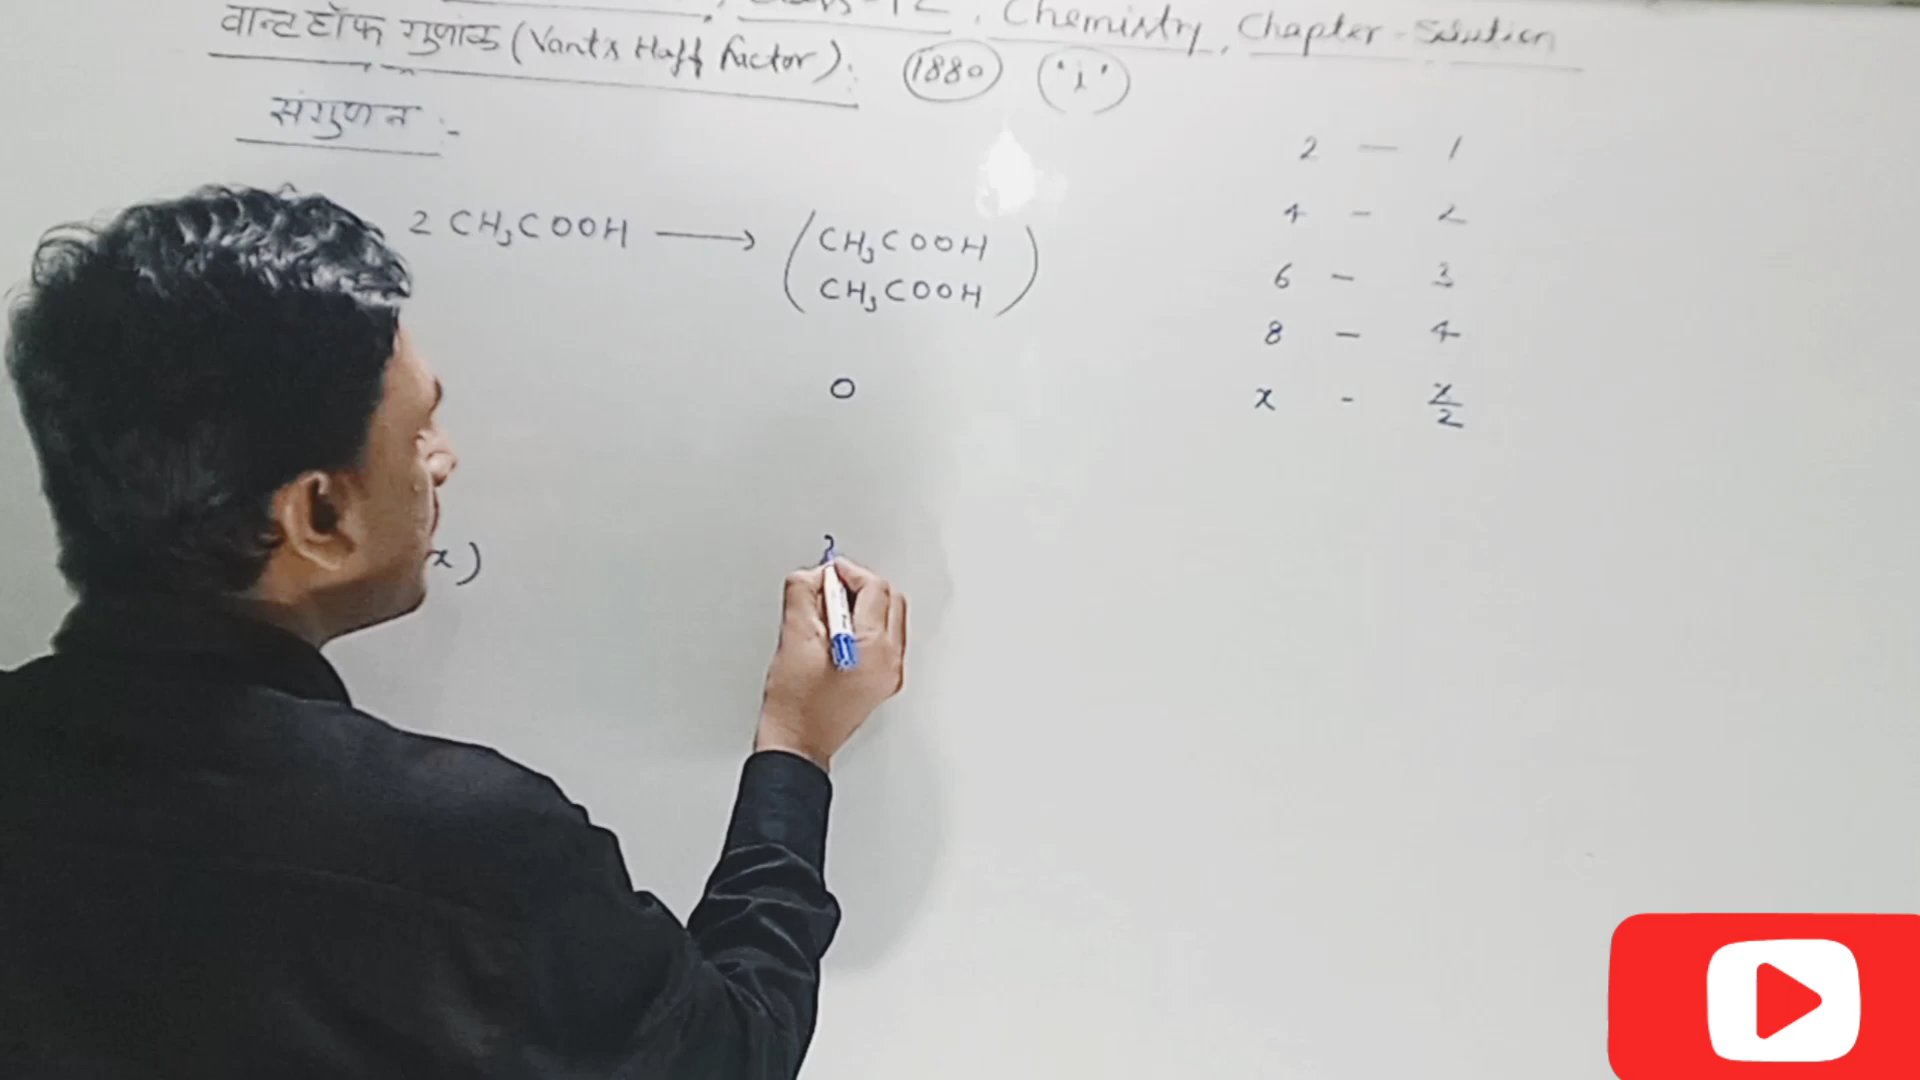 , Chemistry, Chapter - Solution
वान्ट हॉफ गुणांक (Vant's Haff factor) : (1880) ('i')
संगुणन :-
2 CH₃COOH ⟶ (CH₃COOH
CH₃COOH)
O
x)
2 — 1
4 - 2
6 - 3
8 - 4
x - x/2